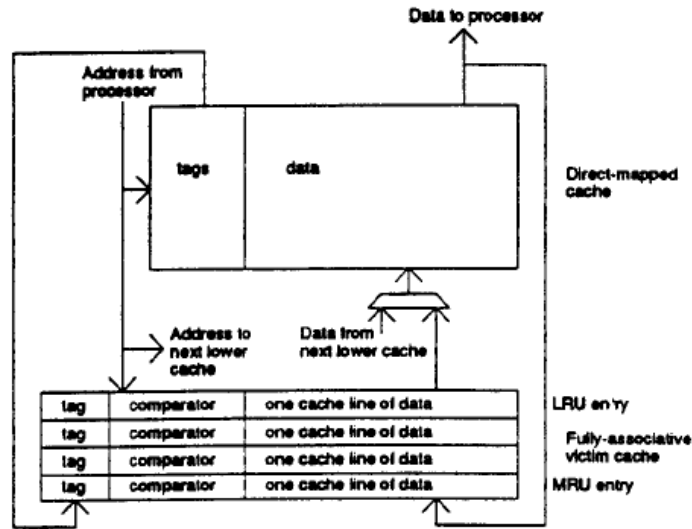 Data to processor
Address from
processor
tags
data
Direct-mapped
cache
Address to
next lower
cache
Data from
next lower cache
tag comparator one cache line of data LRU entry
tag comparator one cache line of data
Fully-associative
victim cache
tag comparator one cache line of data
tag comparator one cache line of data MRU entry